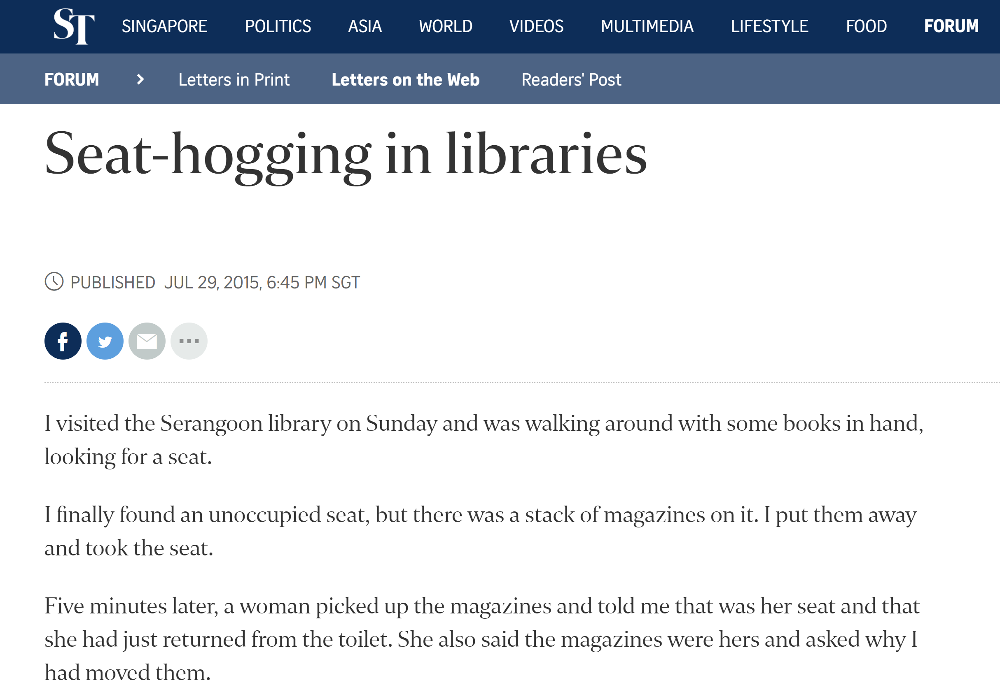 ST SINGAPORE POLITICS ASIA WORLD VIDEOS MULTIMEDIA LIFESTYLE FOOD FORUM
FORUM > Letters in Print Letters on the Web Readers' Post
Seat-hogging in libraries
PUBLISHED JUL 29, 2015, 6:45 PM SGT
I visited the Serangoon library on Sunday and was walking around with some books in hand,
looking for a seat.
I finally found an unoccupied seat, but there was a stack of magazines on it. I put them away
and took the seat.
Five minutes later, a woman picked up the magazines and told me that was her seat and that
she had just returned from the toilet. She also said the magazines were hers and asked why I
had moved them.